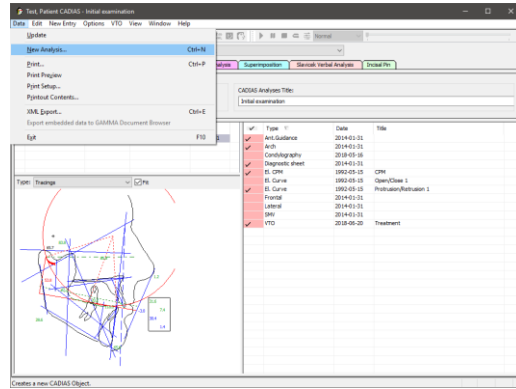 Test, Patient CADIAS - Initial examination
Data Edit New Entry Options VTO View Window Help
Update
New Analysis... Ctrl+N
Print... Ctrl+P
Print Preview
Print Setup...
Printout Contents...
XML Export... Ctrl+E
Export embedded data to GAMMA Document Browser
Exit F10
Normal
Superimposition Slavicek Verbal Analysis Incisal Pin
CADIAS Analyses Title:
Initial examination
Type Date Title
Ant.Guidance 2014-01-31
Arch 2014-01-31
Condylography 2018-05-16
Diagnostic sheet 2014-01-31
El. CPM 1992-03-15 CPM
El. Curve 1992-03-15 Open/Close 1
El. Curve 1992-03-15 Protrusion/Retrusion 1
Frontal 2014-01-31
Lateral 2014-01-31
SMV 2014-01-31
VTO 2018-06-20 Treatment
Type: Tracings Fit
Creates a new CADIAS Object.